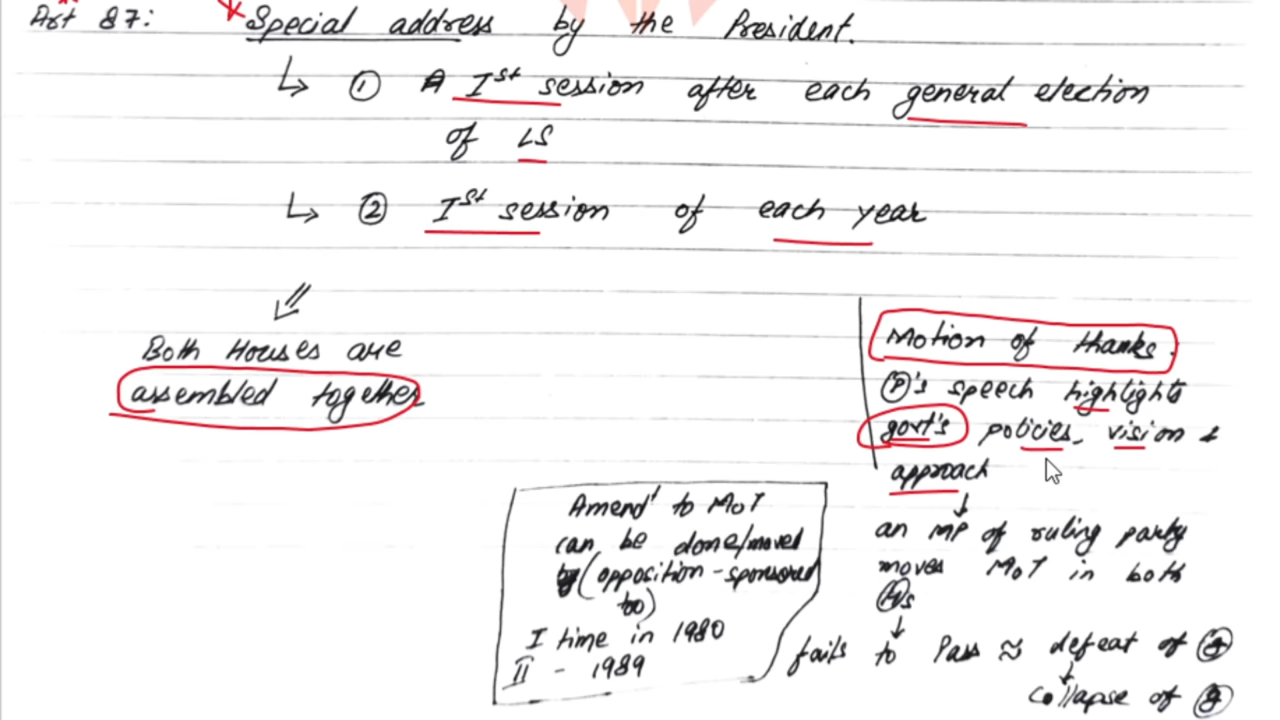 Art 87: Special address by the President.
↳ ① A Ist session after each general election
of LS
↳ ② Ist session of each year
Both Houses are
assembled together
Motion of thanks.
Ⓟ's speech highlights
govt's policies, vision &
approach
↓
an MP of ruling party
moves MOT in both
Ⓗs
↓
fails to Pass ≈ defeat of Ⓖ
↓
collapse of Ⓖ
Amend' to MOT
can be done/moved
by (opposition-sponsored
too)
I time in 1980
II - 1989